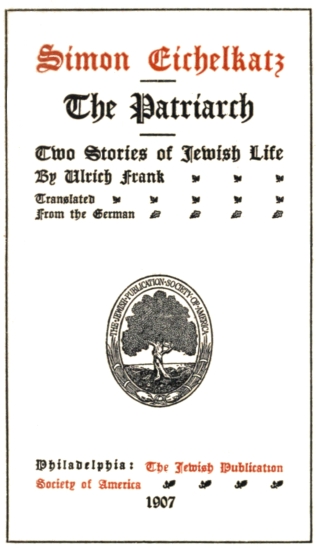 Simon Eichelkatz
The Patriarch
Two Stories of Jewish Life
By Ulrich Frank
Translated
From the German
THE·JEWISH·PUBLICATION·SOCIETY·OF·AMERICA
Philadelphia: The Jewish Publication
Society of America
1907